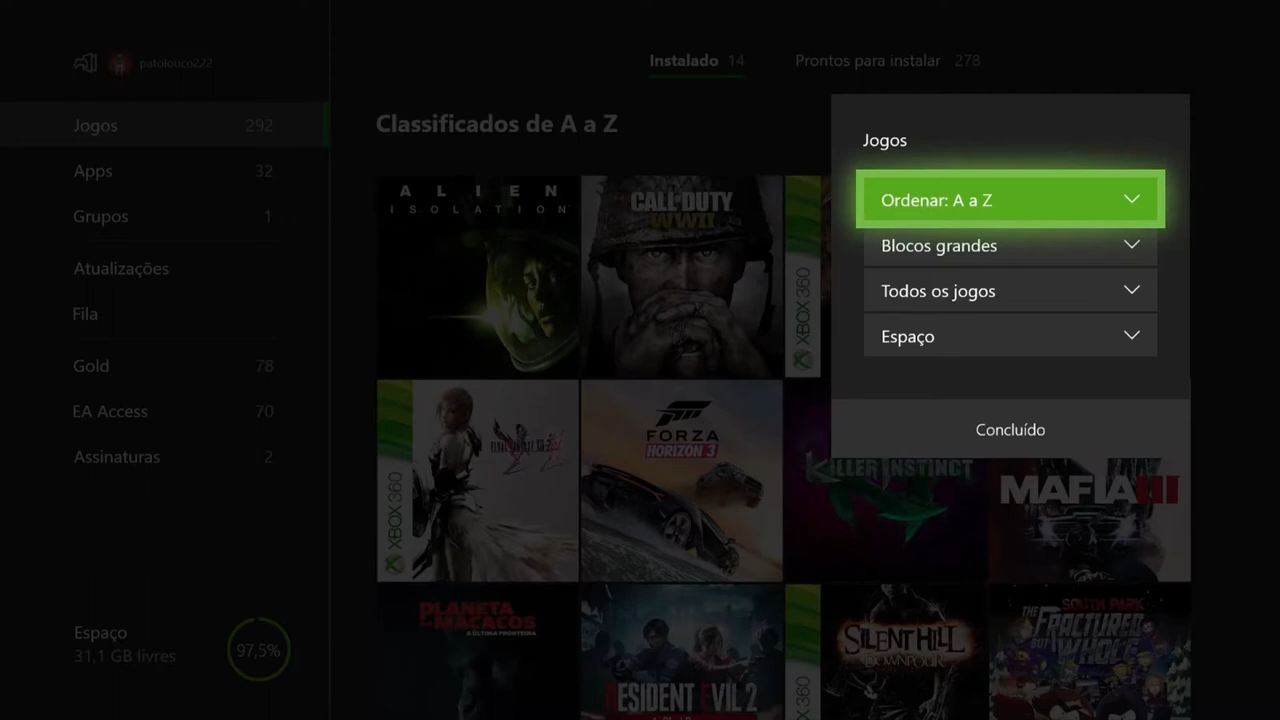 patolouco222
Instalado 14
Prontos para instalar 278
Jogos 292
Apps 32
Grupos 1
Atualizações
Fila
Gold 78
EA Access 70
Assinaturas 2
Espaço
31,1 GB livres
97,5%
Classificados de A a Z
Jogos
Ordenar: A a Z
Blocos grandes
Todos os jogos
Espaço
Concluído
ALIEN
ISOLATION
CALL OF DUTY
WWII
XBOX 360
XBOX 360
FORZA
HORIZON 3
KILLER INSTINCT
MAFIA III
PLANETA
DOS
MACACOS
A ÚLTIMA FRONTEIRA
RESIDENT EVIL 2
XBOX 360
SILENT HILL
DOWNPOUR
SOUTH PARK
THE FRACTURED
BUT WHOLE